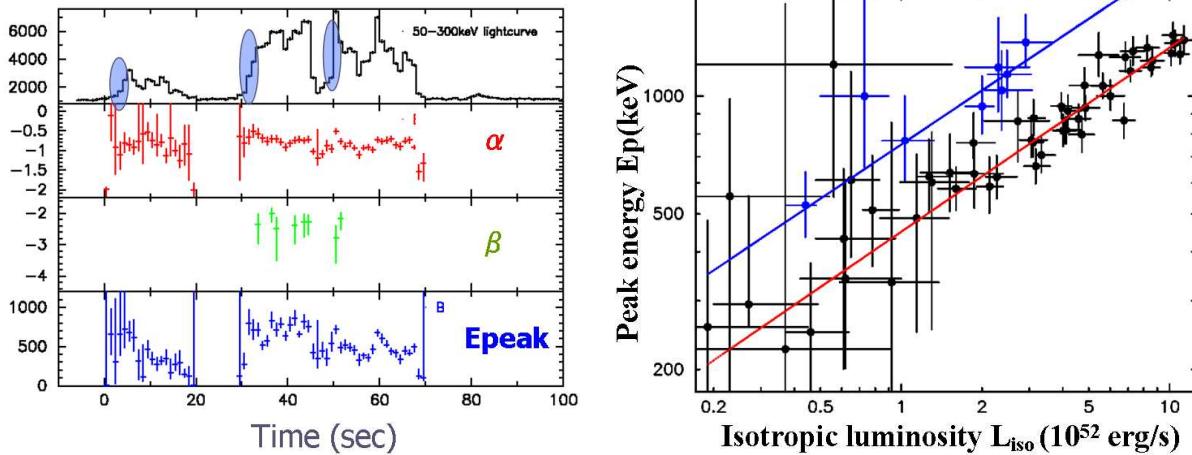 50−300keV lightcurve
6000
4000
2000
0
−0.5
−1
−1.5
−2
α
−2
−3
−4
β
1000
500
0
Epeak
B
0 20 40 60 80 100
Time (sec)
Peak energy Ep(keV)
1000
500
200
0.2 0.5 1 2 5 10
Isotropic luminosity Liso (10⁵² erg/s)